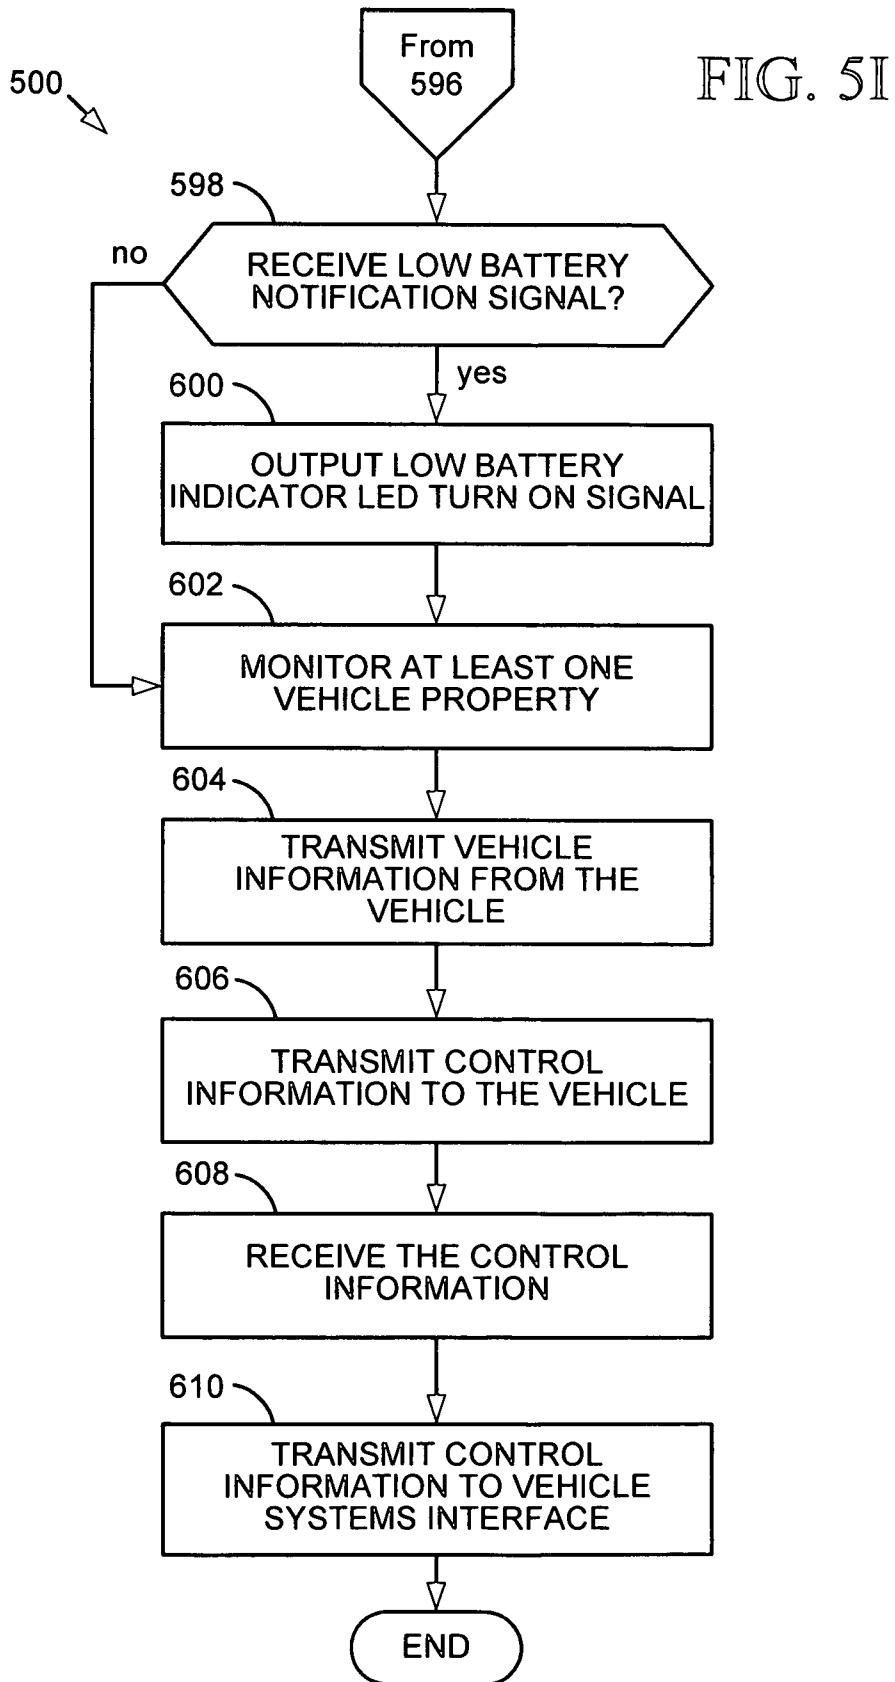 From
596
FIG. 5I
500
598
no
RECEIVE LOW BATTERY
NOTIFICATION SIGNAL?
yes
600
OUTPUT LOW BATTERY
INDICATOR LED TURN ON SIGNAL
602
MONITOR AT LEAST ONE
VEHICLE PROPERTY
604
TRANSMIT VEHICLE
INFORMATION FROM THE
VEHICLE
606
TRANSMIT CONTROL
INFORMATION TO THE VEHICLE
608
RECEIVE THE CONTROL
INFORMATION
610
TRANSMIT CONTROL
INFORMATION TO VEHICLE
SYSTEMS INTERFACE
END